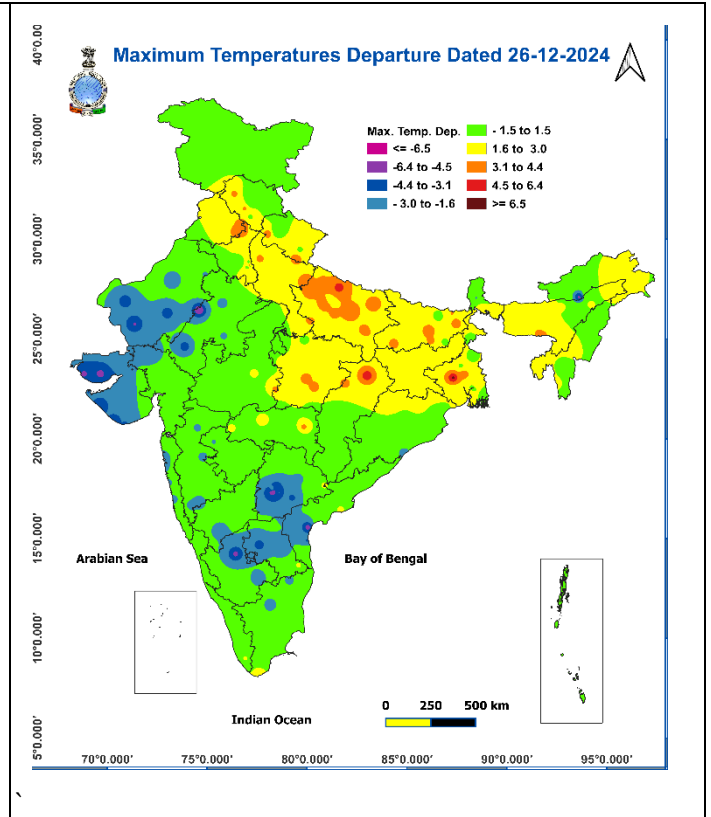 Maximum Temperatures Departure Dated 26-12-2024
Max. Temp. Dep.
<= -6.5
-6.4 to -4.5
-4.4 to -3.1
- 3.0 to -1.6
- 1.5 to 1.5
1.6 to 3.0
3.1 to 4.4
4.5 to 6.4
>= 6.5
40°0.00
35°0.000'
30°0.000'
25°0.000'
20°0.000'
15°0.000'
10°0.000'
5°0.000'
Arabian Sea
Bay of Bengal
Indian Ocean
0 250 500 km
70°0.000' 75°0.000' 80°0.000' 85°0.000' 90°0.000' 95°0.000'
`